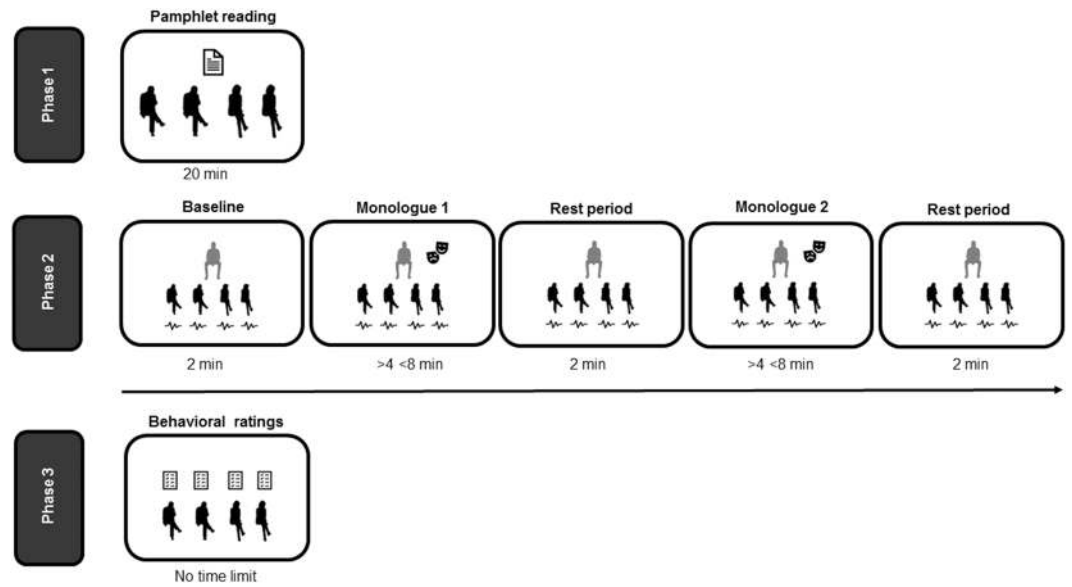 Pamphlet reading
Phase 1
20 min
Baseline
Monologue 1
Rest period
Monologue 2
Rest period
Phase 2
2 min
>4 <8 min
2 min
>4 <8 min
2 min
Behavioral ratings
Phase 3
No time limit